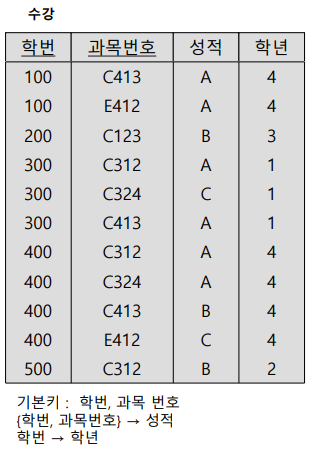 수강
학번 과목번호 성적 학년
100 C413 A 4
100 E412 A 4
200 C123 B 3
300 C312 A 1
300 C324 C 1
300 C413 A 1
400 C312 A 4
400 C324 A 4
400 C413 B 4
400 E412 C 4
500 C312 B 2
기본키 : 학번, 과목 번호
{학번, 과목번호} → 성적
학번 → 학년